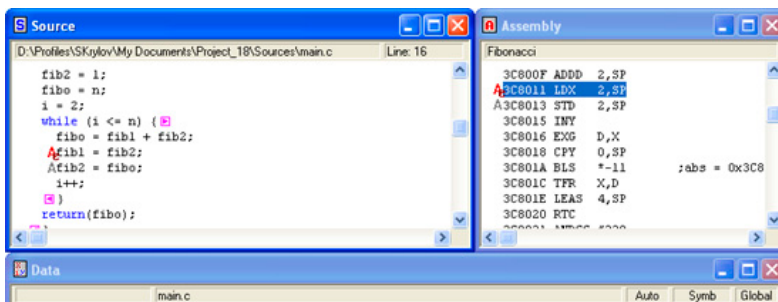 Source
D:\Profiles\SKrylov\My Documents\Project_18\Sources\main.c Line: 16
fib2 = 1;
fibo = n;
i = 2;
while (i <= n) {
fibo = fib1 + fib2;
fib1 = fib2;
fib2 = fibo;
i++;
}
return(fibo);
Assembly
Fibonacci
3C800F ADDD 2,SP
3C8011 LDX 2,SP
3C8013 STD 2,SP
3C8015 INY
3C8016 EXG D,X
3C8018 CPY 0,SP
3C801A BLS *-11 ;abs = 0x3C8
3C801C TFR X,D
3C801E LEAS 4,SP
3C8020 RTC
Data
main.c Auto Symb Global